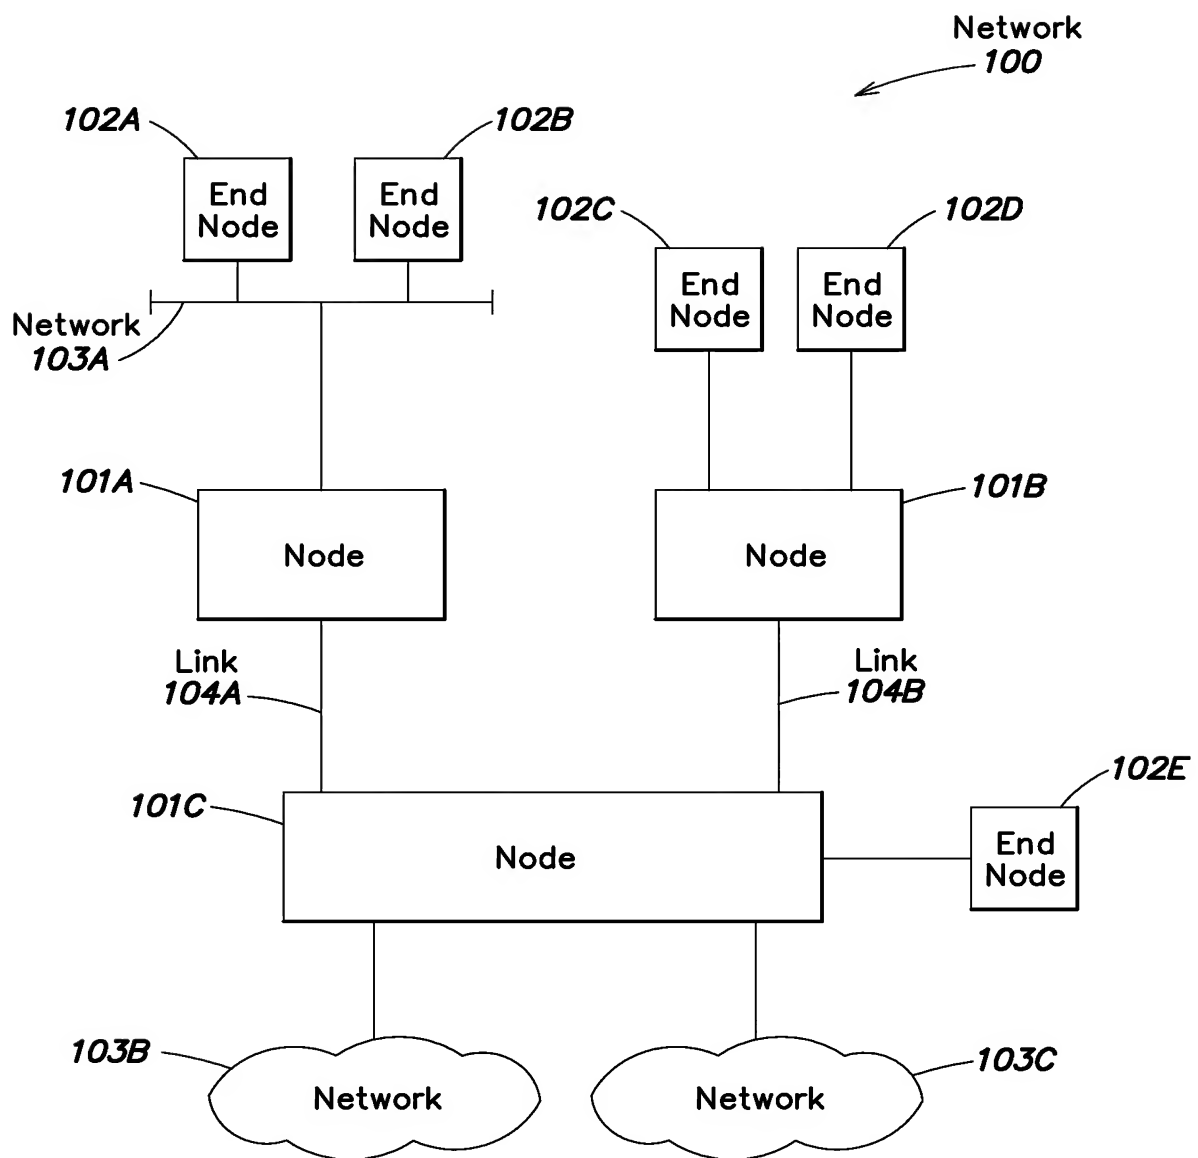 Network
100
102A
102B
End
Node
End
Node
102C
102D
End
Node
End
Node
Network
103A
101A
101B
Node
Node
Link
104A
Link
104B
102E
101C
Node
End
Node
103B
103C
Network
Network